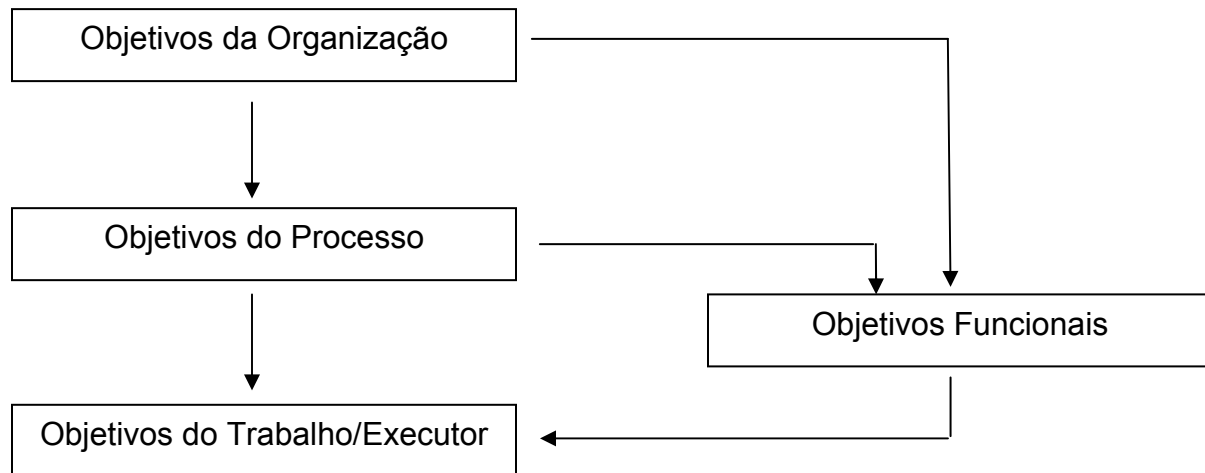 Objetivos da Organização
Objetivos do Processo
Objetivos Funcionais
Objetivos do Trabalho/Executor